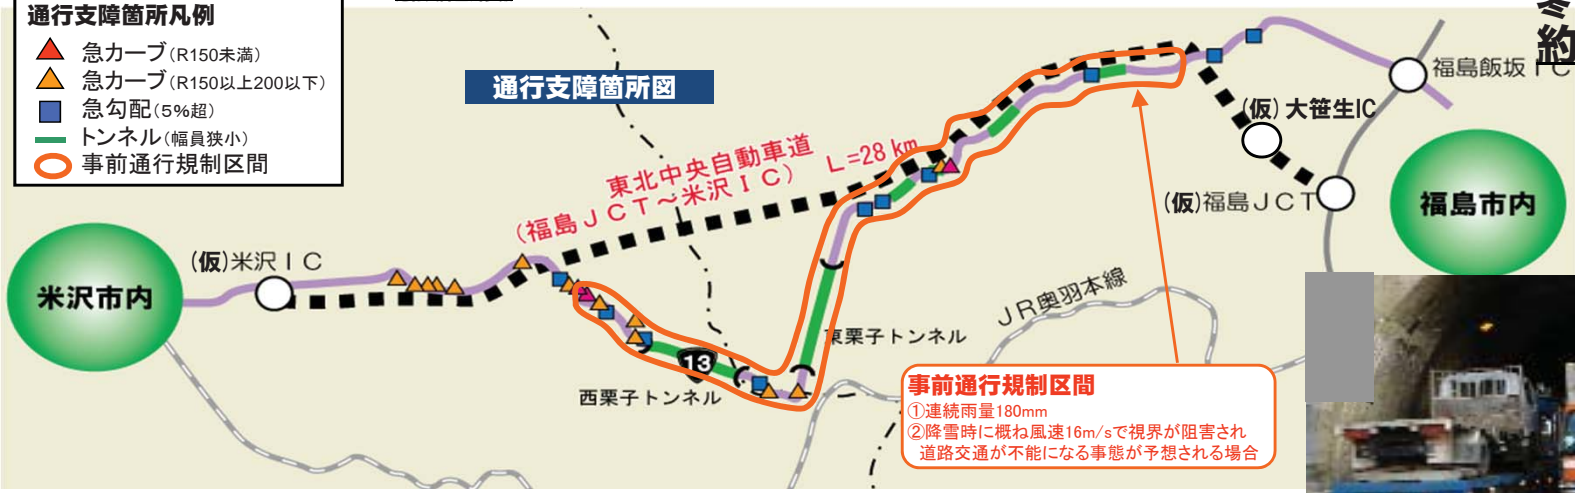 通行支障箇所凡例
急カーブ(R150未満)
急カーブ(R150以上200以下)
急勾配(5%超)
トンネル(幅員狭小)
事前通行規制区間
通行支障箇所図
冬
約
福島飯坂IC
(仮)大笹生IC
(仮)福島JCT
福島市内
東北中央自動車道
(福島JCT~米沢IC)
L=28km
(仮)米沢IC
米沢市内
JR奥羽本線
東栗子トンネル
13
西栗子トンネル
事前通行規制区間
①連続雨量180mm
②降雪時に概ね風速16m/sで視界が阻害され
道路交通が不能になる事態が予想される場合